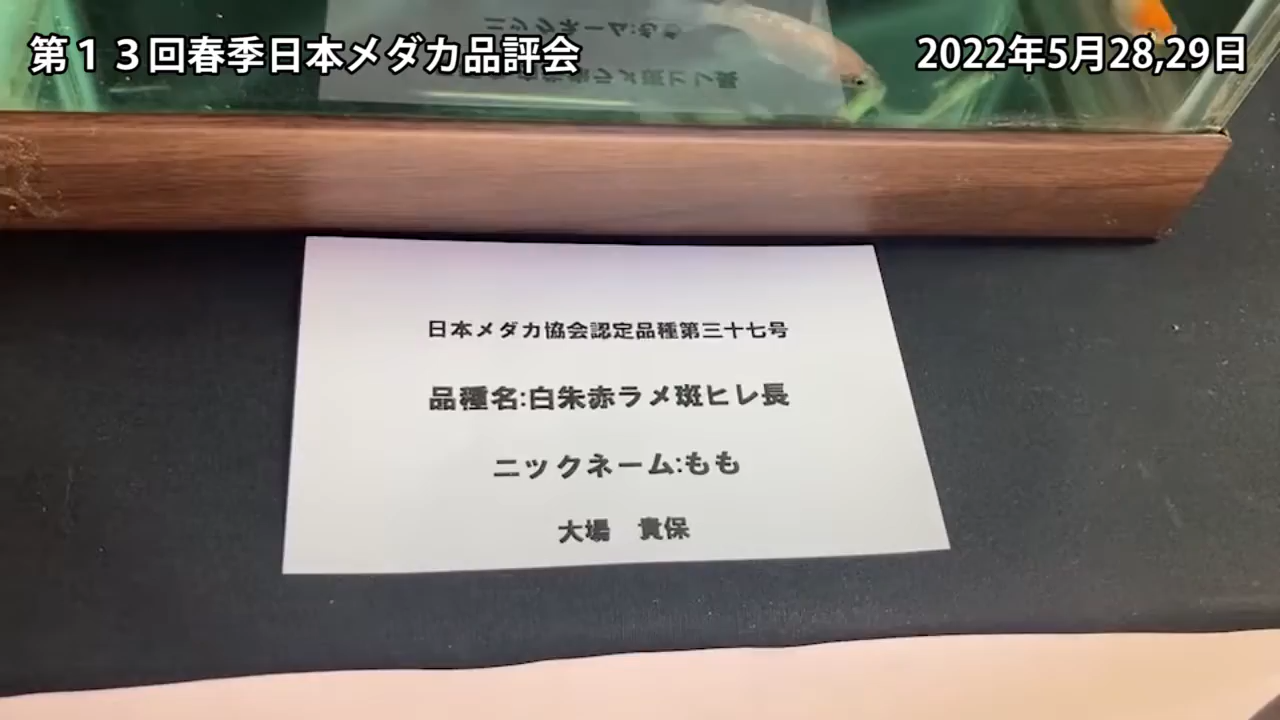 第１３回春季日本メダカ品評会
2022年5月28,29日
日本メダカ協会認定品種第三十七号
品種名:白朱赤ラメ斑ヒレ長
ニックネーム:もも
大場　貴保